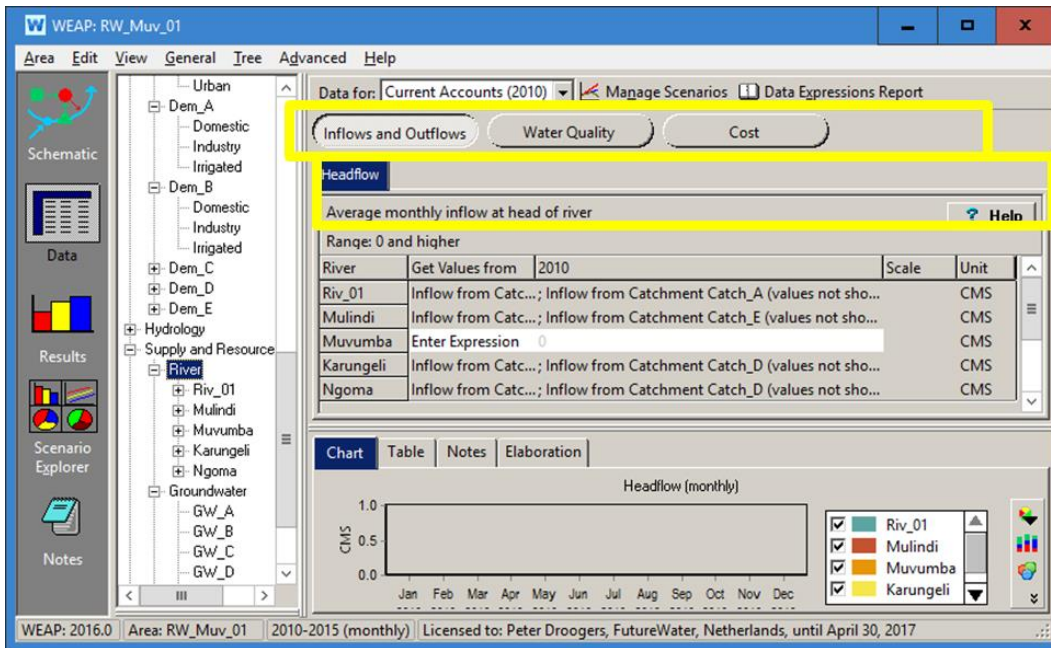 WEAP: RW_Muv_01
Area Edit View General Tree Advanced Help
Schematic
Data
Results
Scenario
Explorer
Notes
Urban
Dem_A
Domestic
Industry
Irrigated
Dem_B
Domestic
Industry
Irrigated
Dem_C
Dem_D
Dem_E
Hydrology
Supply and Resource
River
Riv_01
Mulindi
Muvumba
Karungeli
Ngoma
Groundwater
GW_A
GW_B
GW_C
GW_D
Data for: Current Accounts (2010) Manage Scenarios Data Expressions Report
Inflows and Outflows Water Quality Cost
Headflow
Average monthly inflow at head of river ? Help
Range: 0 and higher
River Get Values from 2010 Scale Unit
Riv_01 Inflow from Catc...; Inflow from Catchment Catch_A (values not sho... CMS
Mulindi Inflow from Catc...; Inflow from Catchment Catch_E (values not sho... CMS
Muvumba Enter Expression 0 CMS
Karungeli Inflow from Catc...; Inflow from Catchment Catch_D (values not sho... CMS
Ngoma Inflow from Catc...; Inflow from Catchment Catch_D (values not sho... CMS
Chart Table Notes Elaboration
Headflow (monthly)
CMS
1.0
0.5
0.0
Jan Feb Mar Apr May Jun Jul Aug Sep Oct Nov Dec
Riv_01
Mulindi
Muvumba
Karungeli
WEAP: 2016.0 Area: RW_Muv_01 2010-2015 (monthly) Licensed to: Peter Droogers, FutureWater, Netherlands, until April 30, 2017